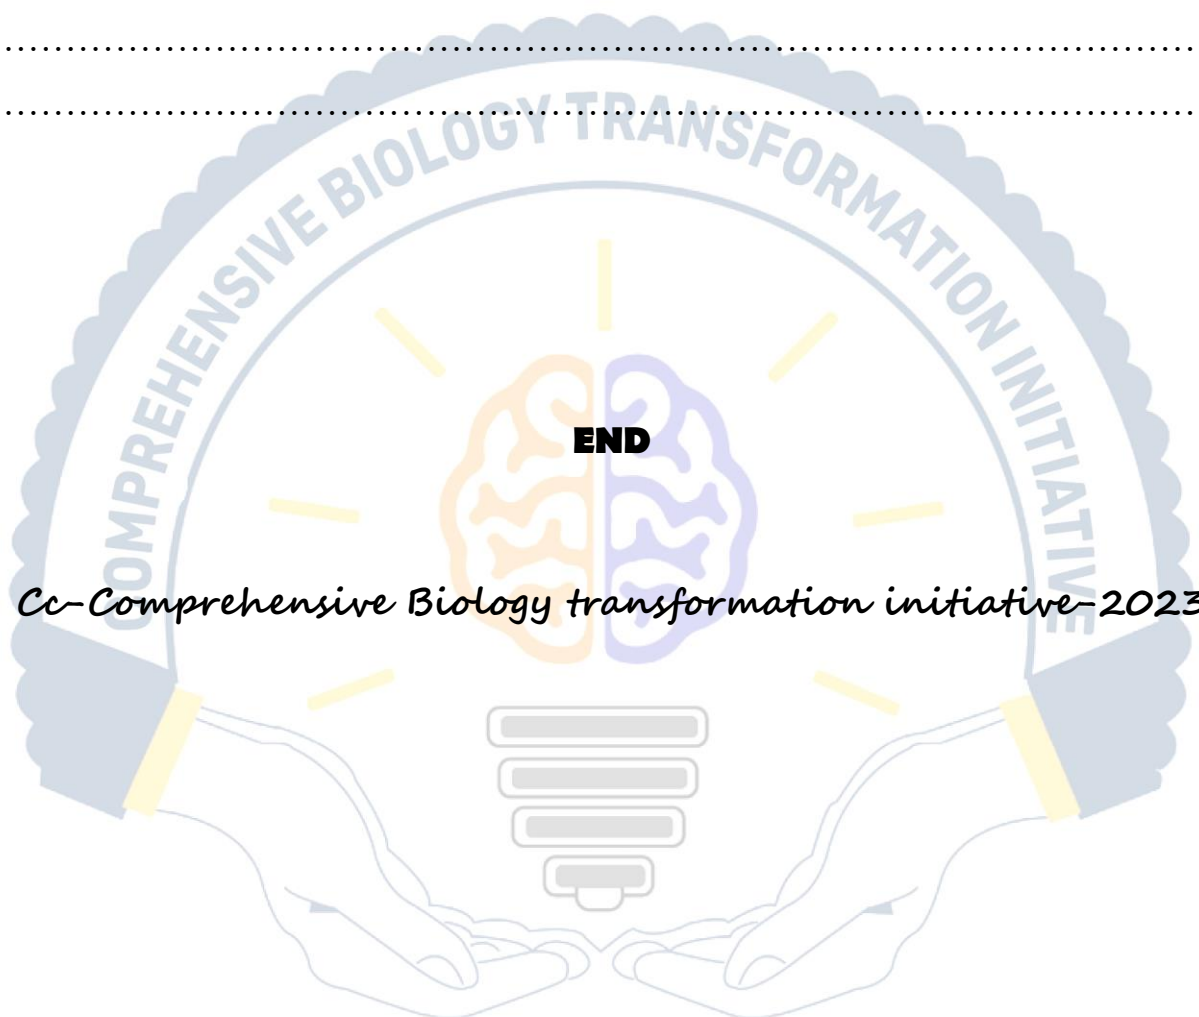 ................................................................................................
................................................................................................
COMPREHENSIVE BIOLOGY TRANSFORMATION INITIATIVE
END
Cc-Comprehensive Biology transformation initiative-2023